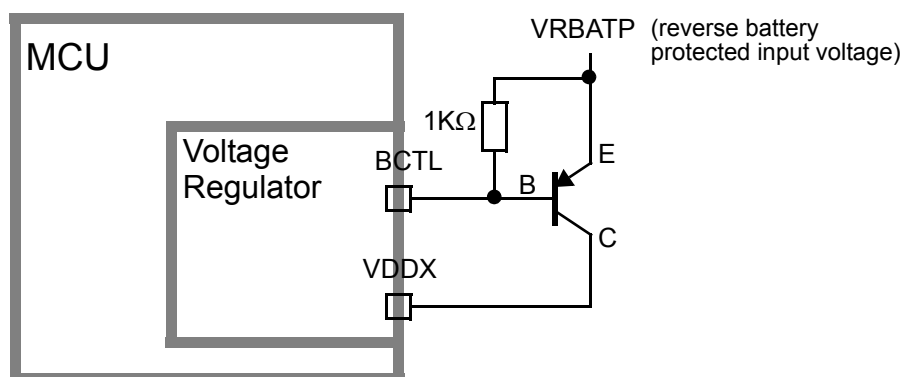 VRBATP (reverse battery
protected input voltage)
MCU
1KΩ
Voltage
Regulator
BCTL
E
B
C
VDDX